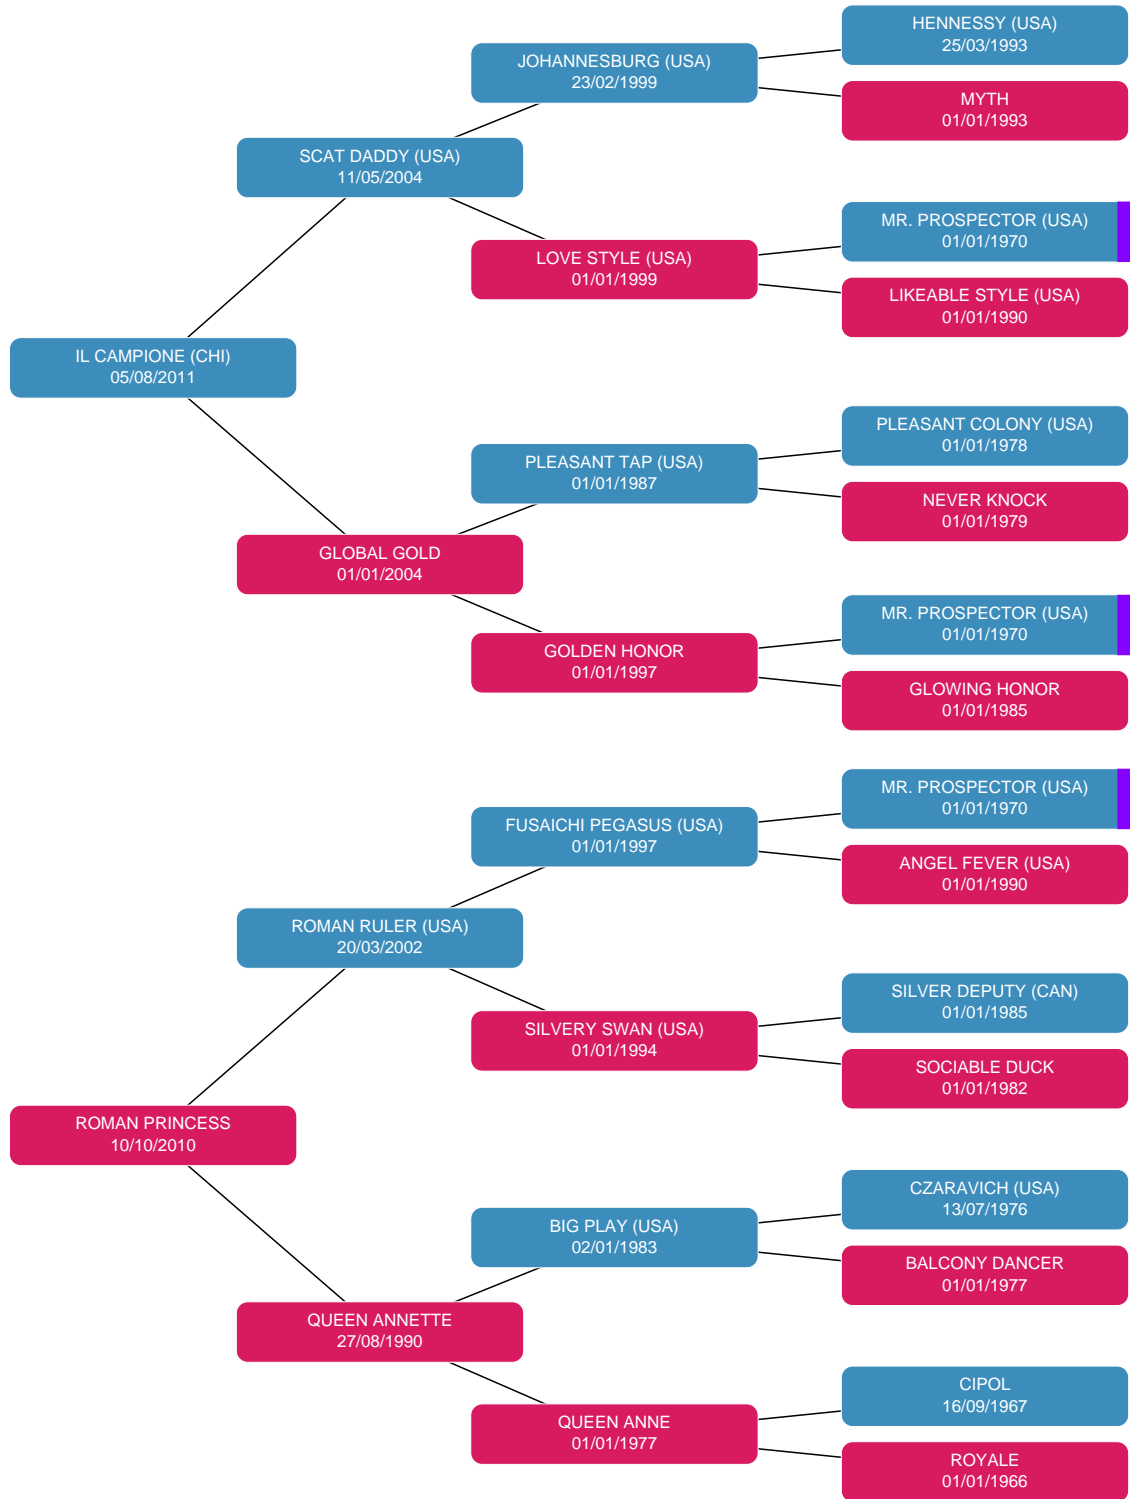 HENNESSY (USA)
25/03/1993
JOHANNESBURG (USA)
23/02/1999
MYTH
01/01/1993
SCAT DADDY (USA)
11/05/2004
MR. PROSPECTOR (USA)
01/01/1970
LOVE STYLE (USA)
01/01/1999
LIKEABLE STYLE (USA)
01/01/1990
IL CAMPIONE (CHI)
05/08/2011
PLEASANT COLONY (USA)
01/01/1978
PLEASANT TAP (USA)
01/01/1987
NEVER KNOCK
01/01/1979
GLOBAL GOLD
01/01/2004
MR. PROSPECTOR (USA)
01/01/1970
GOLDEN HONOR
01/01/1997
GLOWING HONOR
01/01/1985
MR. PROSPECTOR (USA)
01/01/1970
FUSAICHI PEGASUS (USA)
01/01/1997
ANGEL FEVER (USA)
01/01/1990
ROMAN RULER (USA)
20/03/2002
SILVER DEPUTY (CAN)
01/01/1985
SILVERY SWAN (USA)
01/01/1994
SOCIABLE DUCK
01/01/1982
ROMAN PRINCESS
10/10/2010
CZARAVICH (USA)
13/07/1976
BIG PLAY (USA)
02/01/1983
BALCONY DANCER
01/01/1977
QUEEN ANNETTE
27/08/1990
CIPOL
16/09/1967
QUEEN ANNE
01/01/1977
ROYALE
01/01/1966